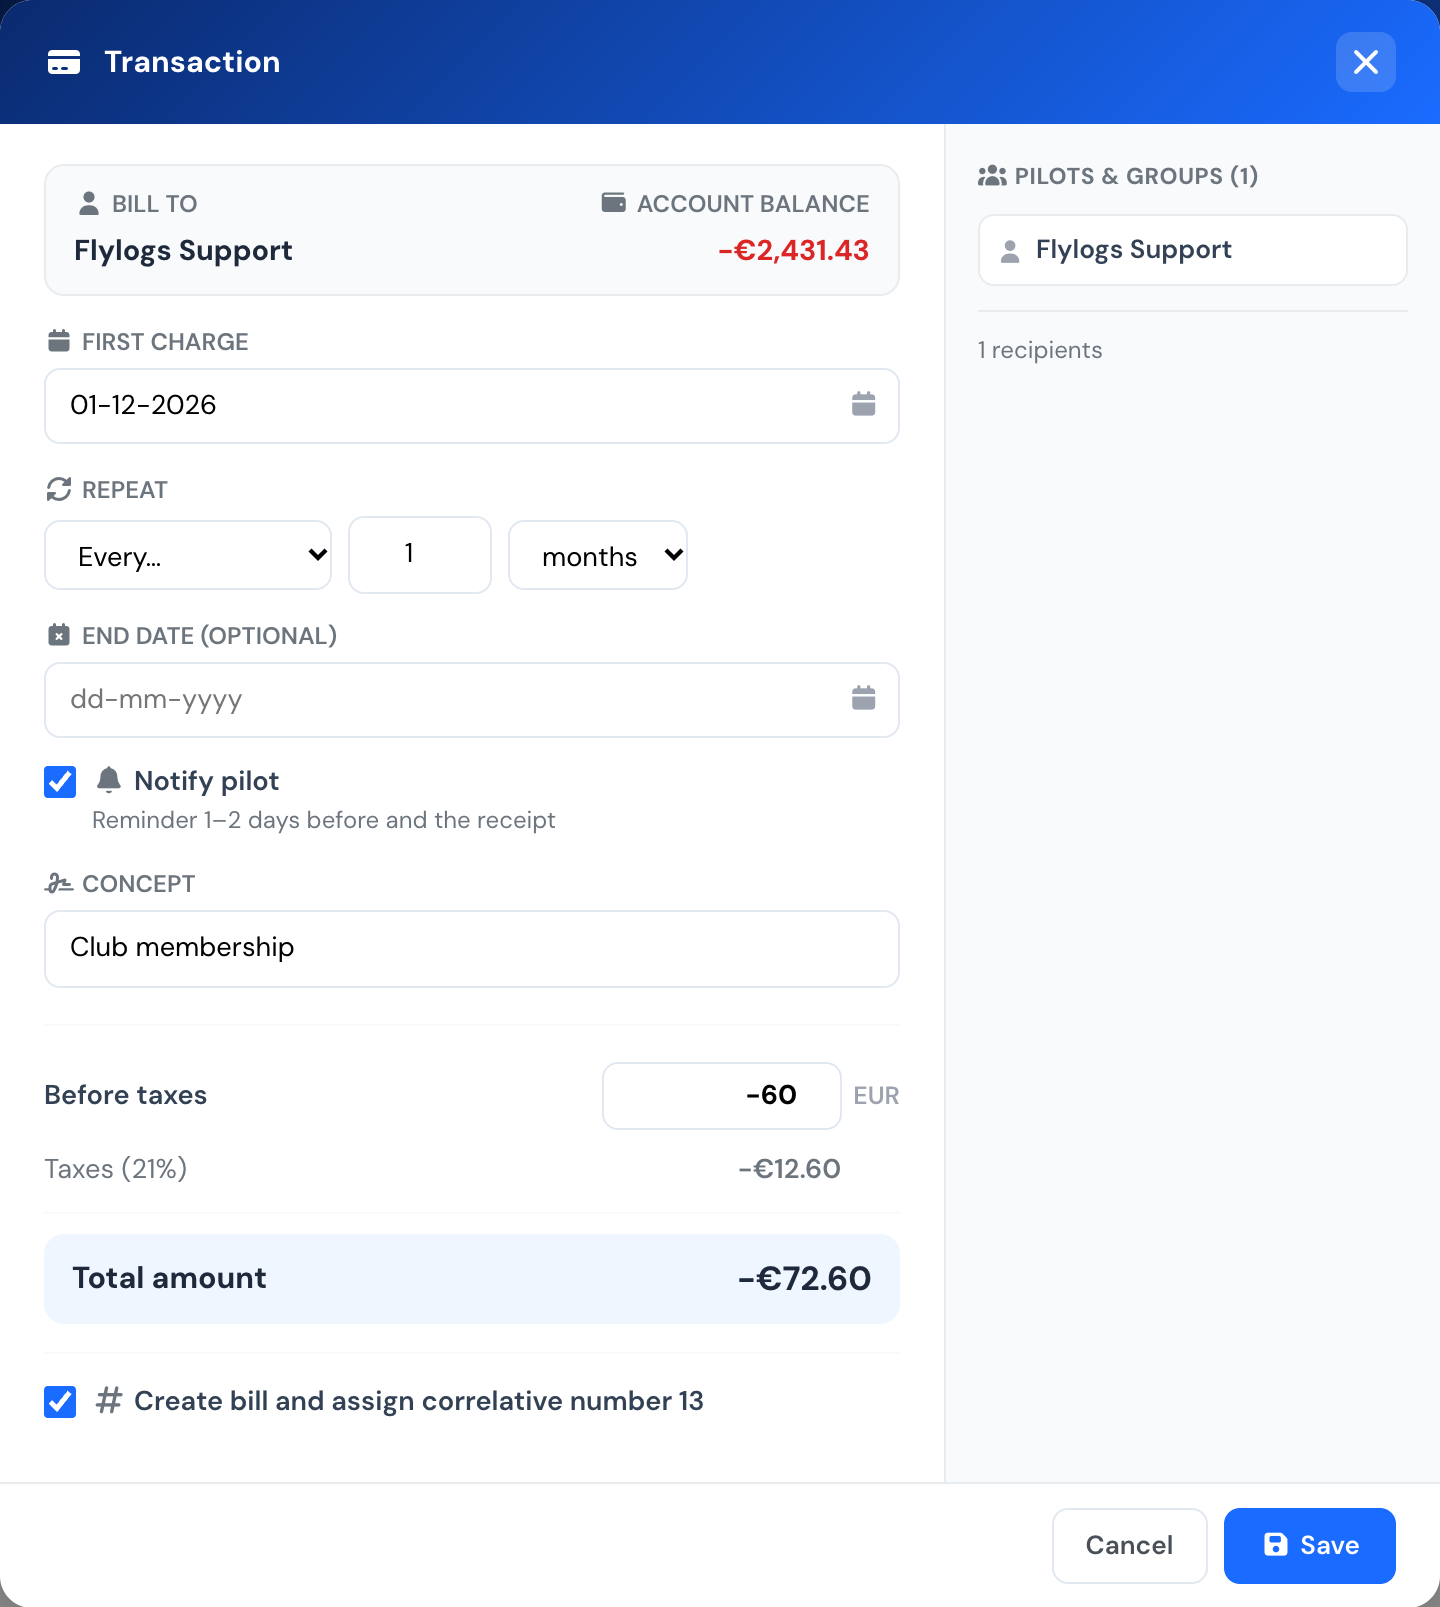 Transaction
BILL TO
ACCOUNT BALANCE
Flylogs Support
-€2,431.43
FIRST CHARGE
01-12-2026
REPEAT
Every...
1
months
END DATE (OPTIONAL)
dd-mm-yyyy
Notify pilot
Reminder 1–2 days before and the receipt
CONCEPT
Club membership
Before taxes
-60
EUR
Taxes (21%)
-€12.60
Total amount
-€72.60
# Create bill and assign correlative number 13
PILOTS & GROUPS (1)
Flylogs Support
1 recipients
Cancel
Save